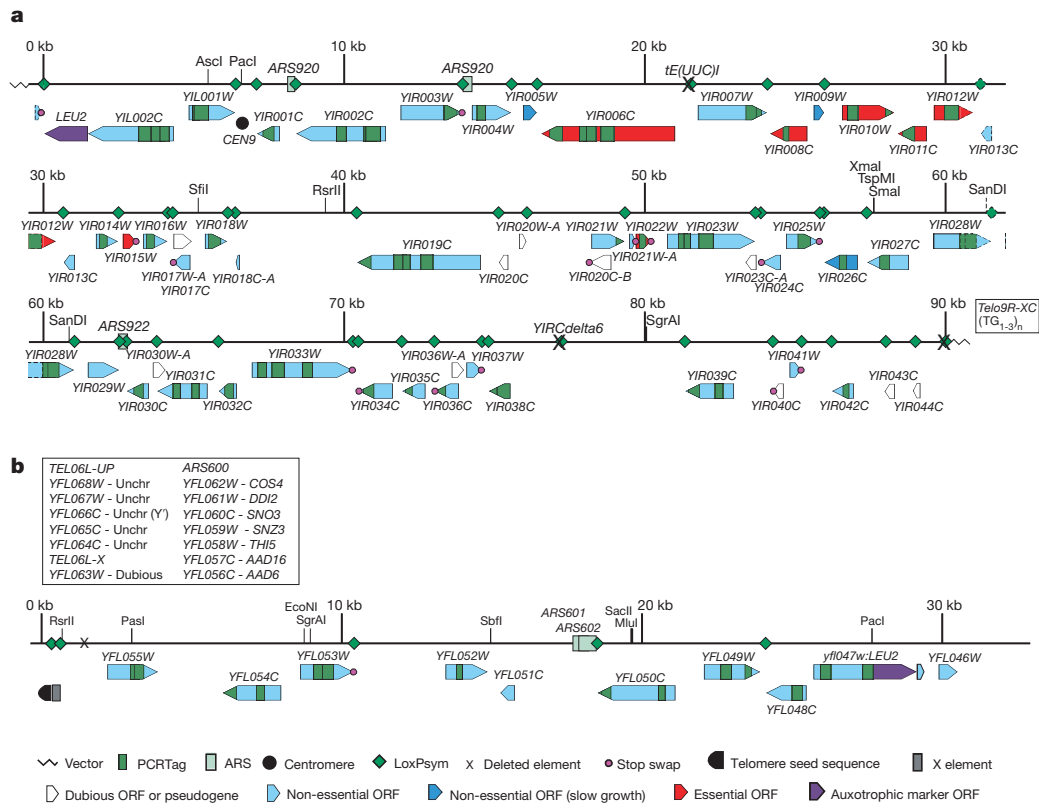 a
0 kb 10 kb 20 kb 30 kb
AscI PacI ARS920 ARS920 tE(UUC)I
YIL001W YIR003W YIR005W YIR007W YIR009W YIR012W
LEU2 YIL002C CEN9 YIR001C YIR002C YIR004W YIR006C YIR008C YIR010W YIR011C YIR013C
30 kb 40 kb 50 kb 60 kb
SfiI RsrII XmaI TspMI SmaI SanDI
YIR012W YIR014W YIR016W YIR018W YIR020W-A YIR021W YIR022W YIR023W YIR025W YIR028W
YIR013C YIR015W YIR017W-A YIR017C YIR018C-A YIR019C YIR020C YIR020C-B YIR021W-A YIR023C-A YIR024C YIR026C YIR027C
60 kb 70 kb 80 kb 90 kb
SanDI ARS922 YIRCdelta6 SgrAI Telo9R-XC
(TG1-3)n
YIR028W YIR030W-A YIR033W YIR036W-A YIR037W YIR041W
YIR029W YIR030C YIR031C YIR032C YIR034C YIR035C YIR036C YIR038C YIR039C YIR040C YIR042C YIR043C YIR044C
b
TEL06L-UP ARS600
YFL068W - Unchr YFL062W - COS4
YFL067W - Unchr YFL061W - DDI2
YFL066C - Unchr (Y') YFL060C - SNO3
YFL065C - Unchr YFL059W - SNZ3
YFL064C - Unchr YFL058W - THI5
TEL06L-X YFL057C - AAD16
YFL063W - Dubious YFL056C - AAD6
0 kb 10 kb 20 kb 30 kb
RsrII X PasI EcoNI SgrAI SbfI ARS601 ARS602 SacII MluI PacI
YFL055W YFL053W YFL052W YFL049W yfl047w:LEU2 YFL046W
YFL054C YFL051C YFL050C YFL048C
Vector PCRTag ARS Centromere LoxPsym X Deleted element Stop swap Telomere seed sequence X element
Dubious ORF or pseudogene Non-essential ORF Non-essential ORF (slow growth) Essential ORF Auxotrophic marker ORF